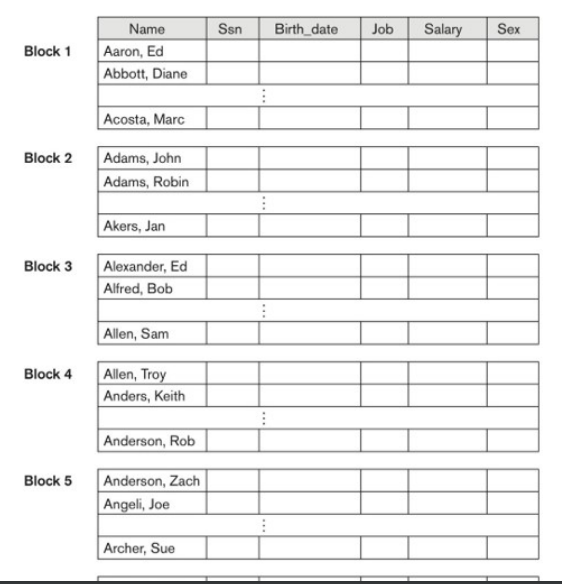 Name Ssn Birth_date Job Salary Sex
Block 1 Aaron, Ed
Abbott, Diane
⋮
Acosta, Marc
Block 2 Adams, John
Adams, Robin
⋮
Akers, Jan
Block 3 Alexander, Ed
Alfred, Bob
⋮
Allen, Sam
Block 4 Allen, Troy
Anders, Keith
⋮
Anderson, Rob
Block 5 Anderson, Zach
Angeli, Joe
⋮
Archer, Sue